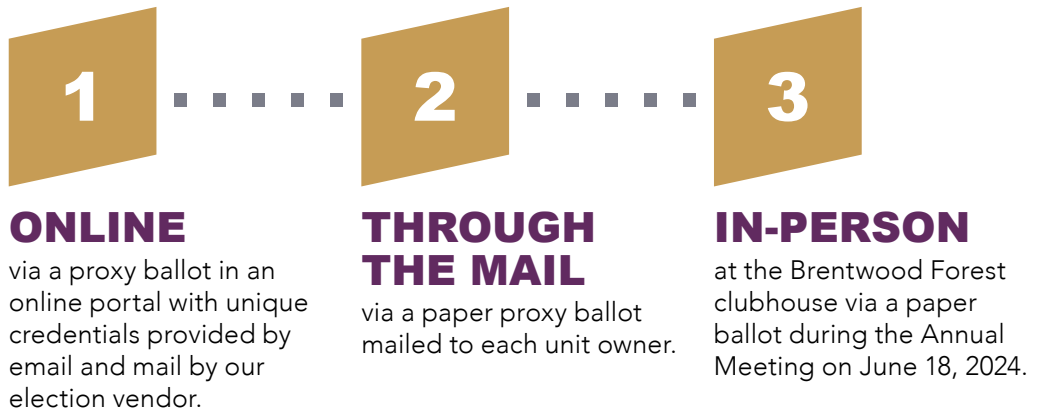 1
ONLINE
via a proxy ballot in an
online portal with unique
credentials provided by
email and mail by our
election vendor.
2
THROUGH
THE MAIL
via a paper proxy ballot
mailed to each unit owner.
3
IN-PERSON
at the Brentwood Forest
clubhouse via a paper
ballot during the Annual
Meeting on June 18, 2024.